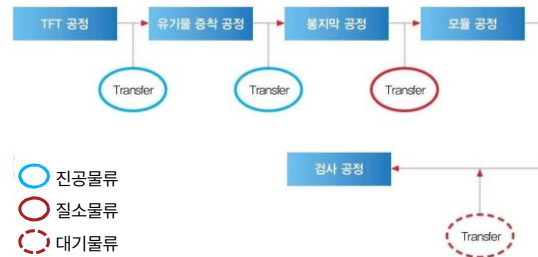 TFT 공정
유기물 증착 공정
봉지막 공정
모듈 공정
Transfer
Transfer
Transfer
검사 공정
진공물류
질소물류
대기물류
Transfer